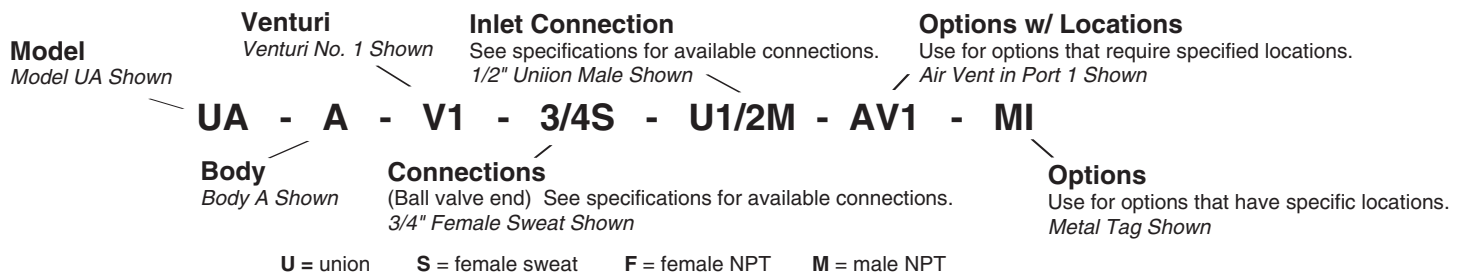 Model
Model UA Shown
Venturi
Venturi No. 1 Shown
Inlet Connection
See specifications for available connections.
1/2" Uniion Male Shown
Options w/ Locations
Use for options that require specified locations.
Air Vent in Port 1 Shown
UA - A - V1 - 3/4S - U1/2M - AV1 - MI
Body
Body A Shown
Connections
(Ball valve end) See specifications for available connections.
3/4" Female Sweat Shown
Options
Use for options that have specific locations.
Metal Tag Shown
U = union S = female sweat F = female NPT M = male NPT